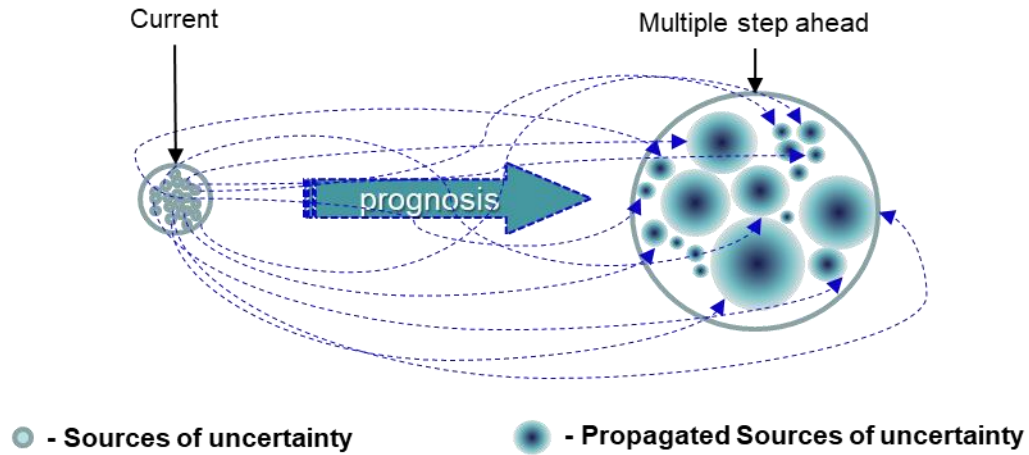 Current
Multiple step ahead
prognosis
- Sources of uncertainty
- Propagated Sources of uncertainty